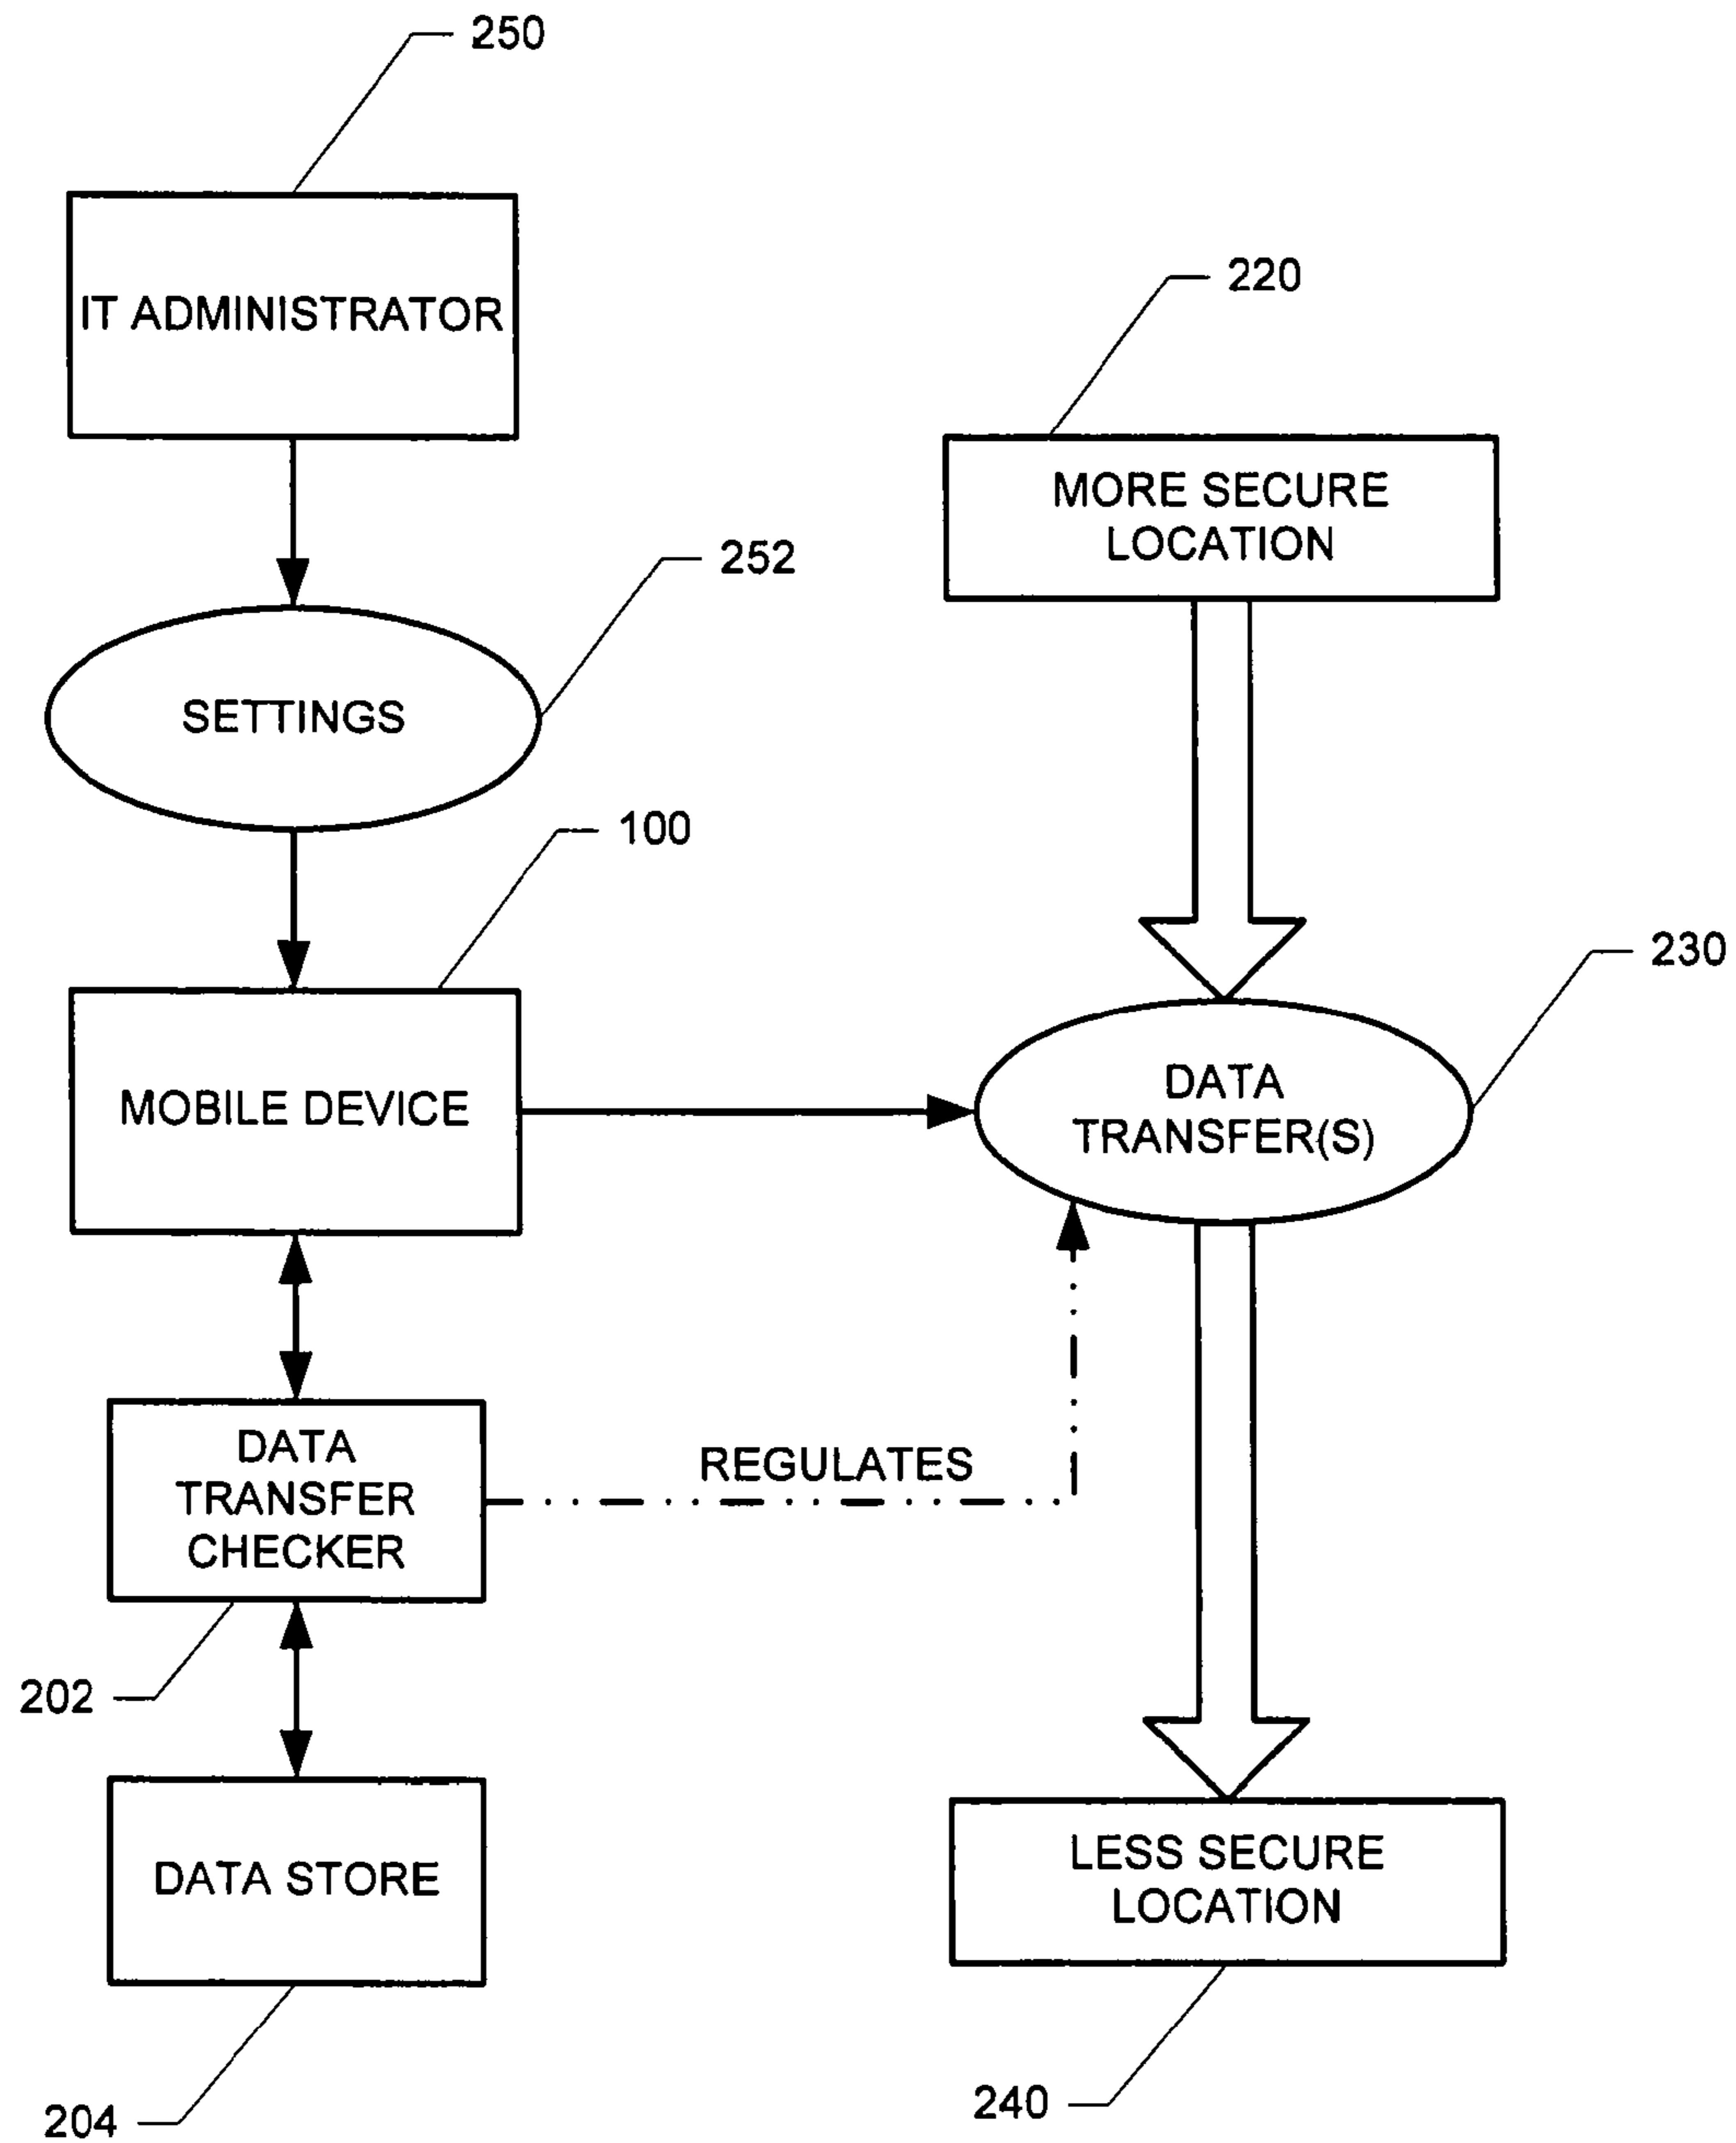 250
IT ADMINISTRATOR
220
MORE SECURE
LOCATION
252
SETTINGS
100
MOBILE DEVICE
230
DATA
TRANSFER(S)
DATA
TRANSFER
CHECKER
REGULATES
202
DATA STORE
LESS SECURE
LOCATION
204
240